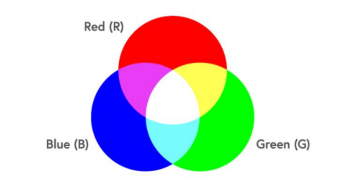 Red (R)
Blue (B)
Green (G)